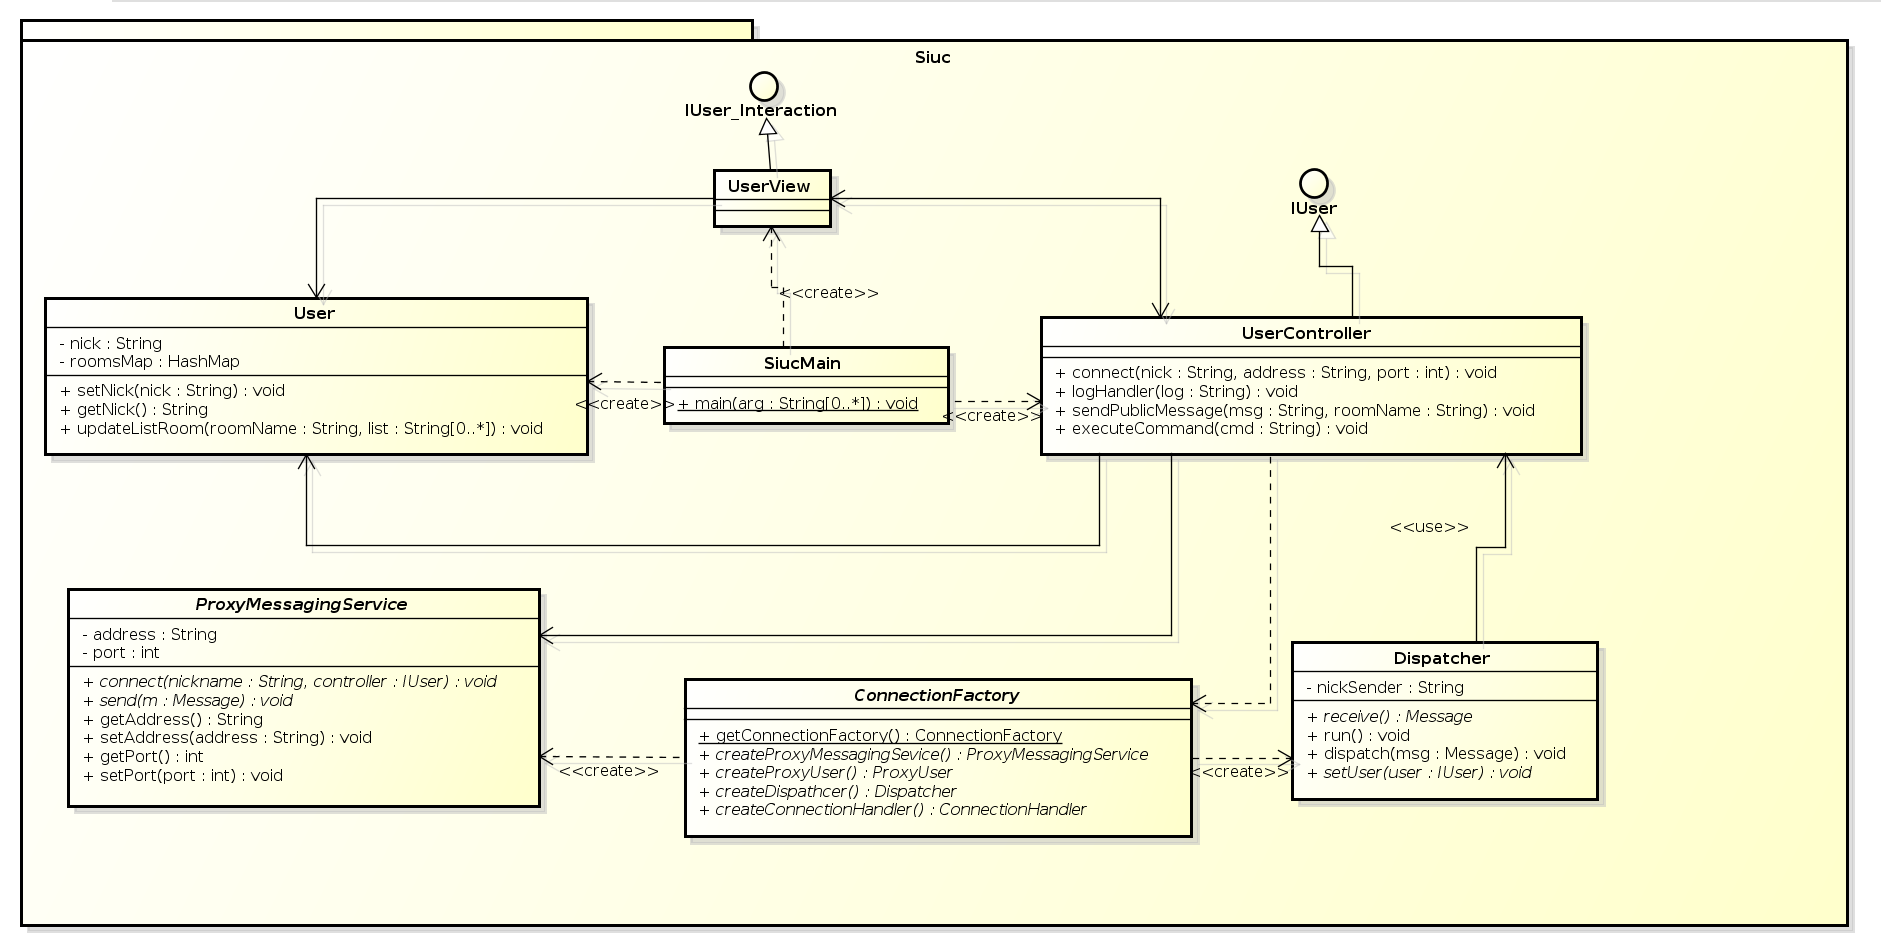 Siuc
IUser_Interaction
UserView
IUser
<<create>>
User
- nick : String
- roomsMap : HashMap
+ setNick(nick : String) : void
+ getNick() : String
+ updateListRoom(roomName : String, list : String[0..*]) : void
SiucMain
+ main(arg : String[0..*]) : void
<<create>>
<<create>>
UserController
+ connect(nick : String, address : String, port : int) : void
+ logHandler(log : String) : void
+ sendPublicMessage(msg : String, roomName : String) : void
+ executeCommand(cmd : String) : void
<<use>>
ProxyMessagingService
- address : String
- port : int
+ connect(nickname : String, controller : IUser) : void
+ send(m : Message) : void
+ getAddress() : String
+ setAddress(address : String) : void
+ getPort() : int
+ setPort(port : int) : void
<<create>>
ConnectionFactory
+ getConnectionFactory() : ConnectionFactory
+ createProxyMessagingSevice() : ProxyMessagingService
+ createProxyUser() : ProxyUser
+ createDispathcer() : Dispatcher
+ createConnectionHandler() : ConnectionHandler
<<create>>
Dispatcher
- nickSender : String
+ receive() : Message
+ run() : void
+ dispatch(msg : Message) : void
+ setUser(user : IUser) : void